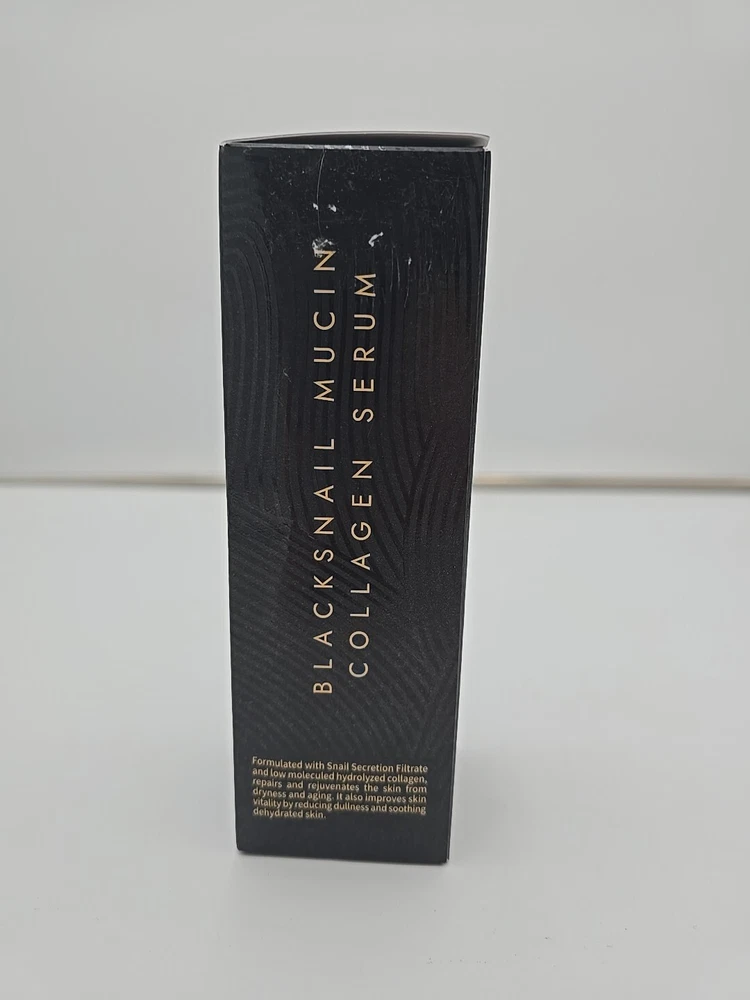 BLACKSNAIL MUCIN
COLLAGEN SERUM
Formulated with Snail Secretion Filtrate
and low moleculed hydrolyzed collagen,
repairs and rejuvenates the skin from
dryness and aging. It also improves skin
vitality by reducing dullness and soothing
dehydrated skin.